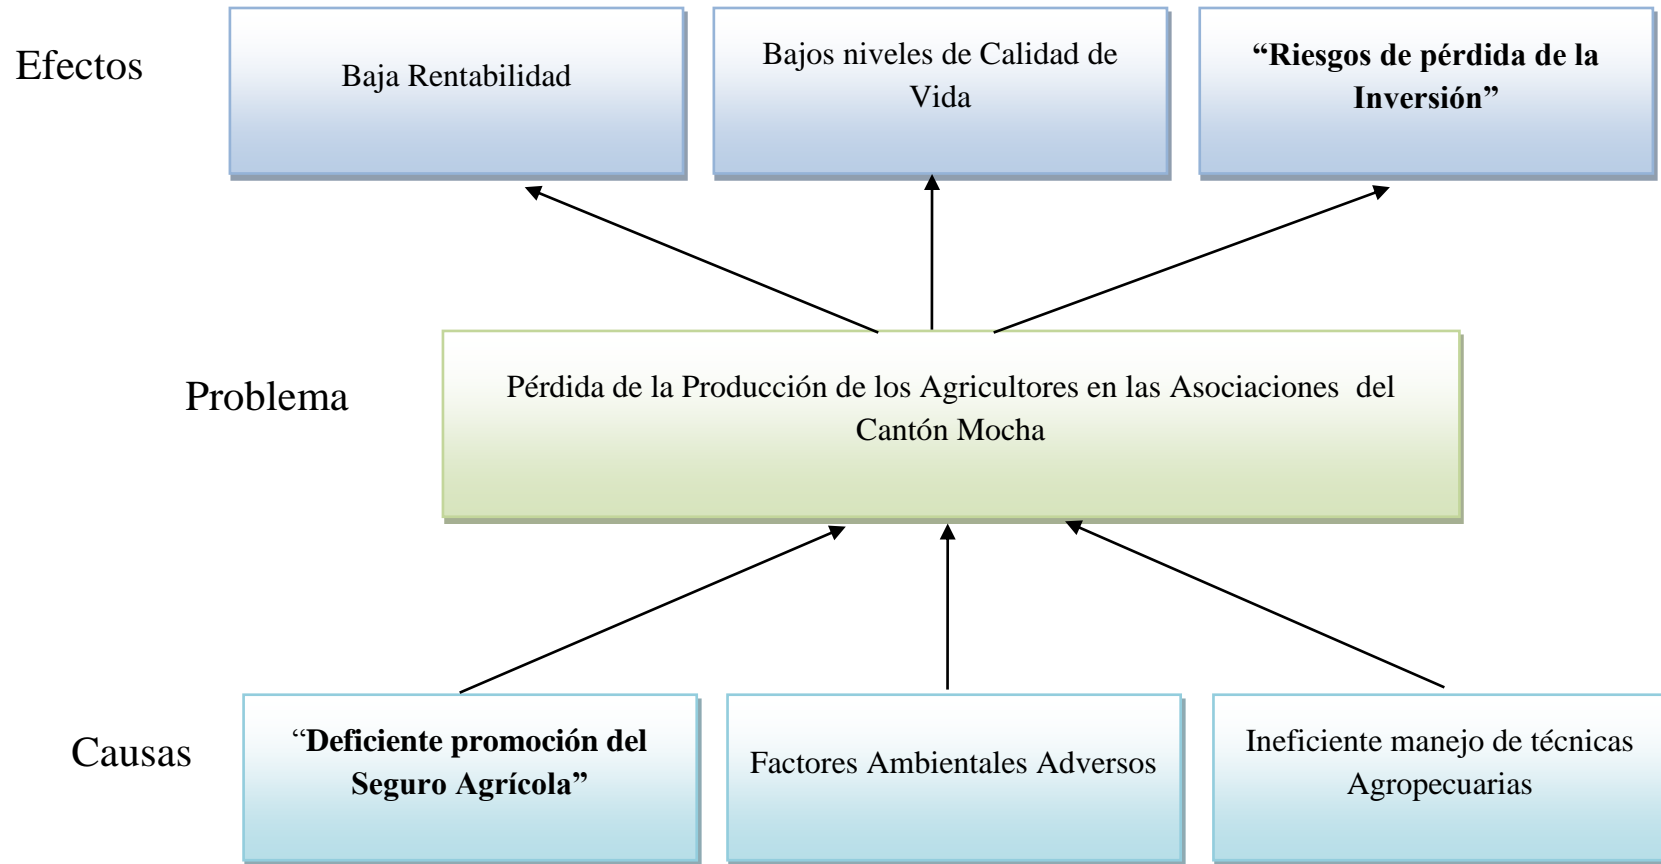 Efectos
Baja Rentabilidad
Bajos niveles de Calidad de
Vida
“Riesgos de pérdida de la
Inversión”
Problema
Pérdida de la Producción de los Agricultores en las Asociaciones del
Cantón Mocha
Causas
“Deficiente promoción del
Seguro Agrícola”
Factores Ambientales Adversos
Ineficiente manejo de técnicas
Agropecuarias